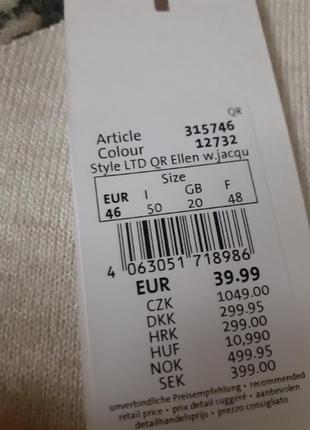 QR
Article 315746
Colour 12732
Style LTD QR Ellen w.jacqu
Size
EUR I GB F
46 50 20 48
4 063051 718986
EUR 39.99
CZK 1049.00
DKK 299.95
HRK 299.00
HUF 10,990
NOK 499.95
SEK 399.00
unverbindliche Preisempfehlung • recommended
retail price • prix detail suggéré • aanbevolen
detailhandelsprijs • prezzo consigliato